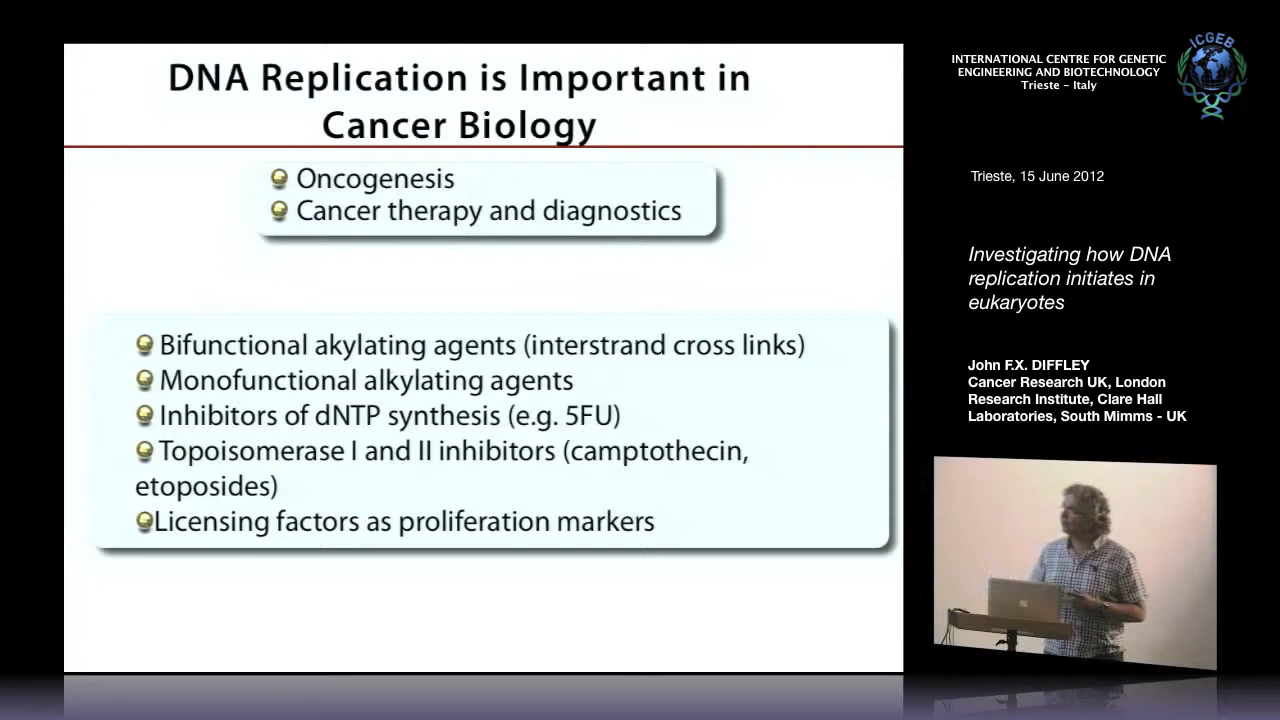 DNA Replication is Important in
Cancer Biology
Oncogenesis
Cancer therapy and diagnostics
Bifunctional akylating agents (interstrand cross links)
Monofunctional alkylating agents
Inhibitors of dNTP synthesis (e.g. 5FU)
Topoisomerase I and II inhibitors (camptothecin,
etoposides)
Licensing factors as proliferation markers
INTERNATIONAL CENTRE FOR GENETIC
ENGINEERING AND BIOTECHNOLOGY
Trieste - Italy
ICGEB
Trieste, 15 June 2012
Investigating how DNA
replication initiates in
eukaryotes
John F.X. DIFFLEY
Cancer Research UK, London
Research Institute, Clare Hall
Laboratories, South Mimms - UK